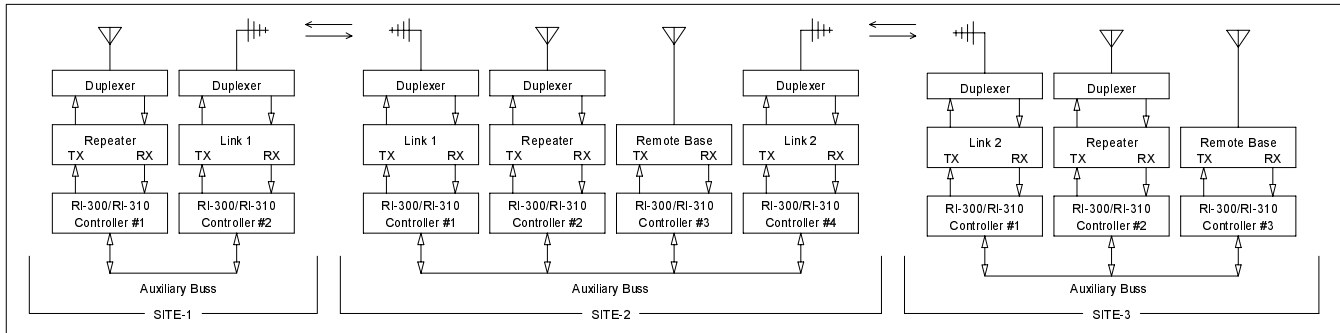 Duplexer
Repeater
TX RX
RI-300/RI-310
Controller #1
Duplexer
Link 1
TX RX
RI-300/RI-310
Controller #2
Auxiliary Buss
SITE-1
Duplexer
Link 1
TX RX
RI-300/RI-310
Controller #1
Duplexer
Repeater
TX RX
RI-300/RI-310
Controller #2
Remote Base
TX RX
RI-300/RI-310
Controller #3
Duplexer
Link 2
TX RX
RI-300/RI-310
Controller #4
Auxiliary Buss
SITE-2
Duplexer
Link 2
TX RX
RI-300/RI-310
Controller #1
Duplexer
Repeater
TX RX
RI-300/RI-310
Controller #2
Remote Base
TX RX
RI-300/RI-310
Controller #3
Auxiliary Buss
SITE-3